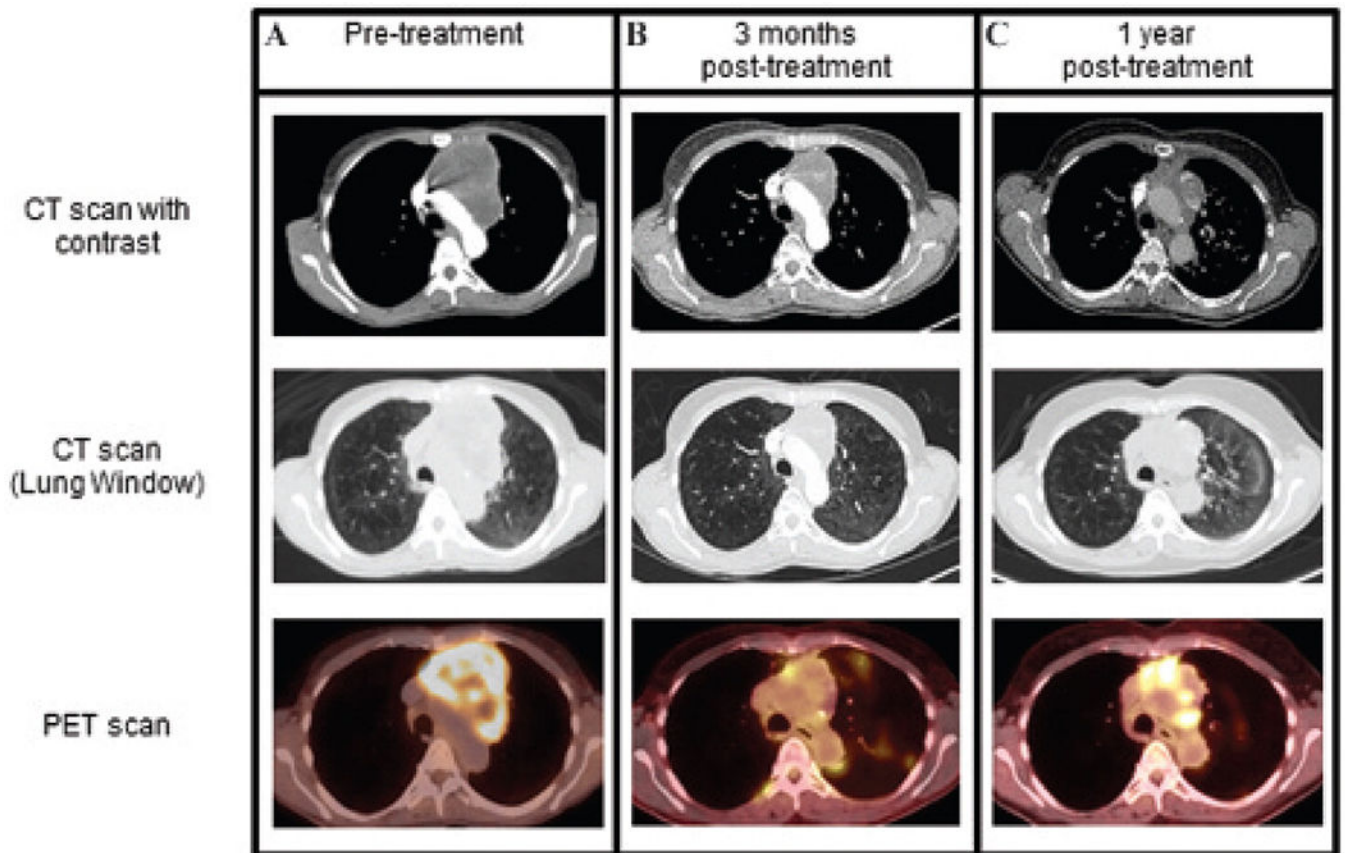 A Pre-treatment
B 3 months
post-treatment
C 1 year
post-treatment
CT scan with
contrast
CT scan
(Lung Window)
PET scan